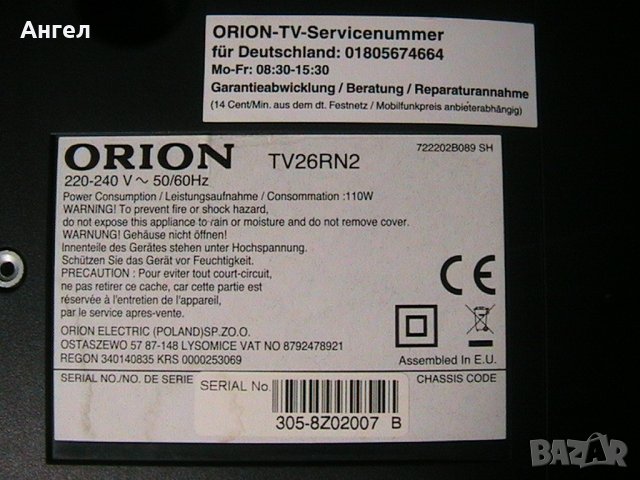 Ангел
ORION-TV-Servicenummer
für Deutschland: 01805674664
Mo-Fr: 08:30-15:30
Garantieabwicklung / Beratung / Reparaturannahme
(14 Cent/Min. aus dem dt. Festnetz / Mobilfunkpreis anbieterabhängig)
ORION TV26RN2 722202B089 SH
220-240 V ~ 50/60Hz
Power Consumption / Leistungsaufnahme / Consommation :110W
WARNING! To prevent fire or shock hazard,
do not expose this appliance to rain or moisture and do not remove cover.
WARNUNG! Gehäuse nicht öffnen!
Innenteile des Gerätes stehen unter Hochspannung.
Schützen Sie das Gerät vor Feuchtigkeit.
PRECAUTION : Pour eviter tout court-circuit,
ne pas retirer ce cache, car cette partie est
réservée à l'entretien de l'appareil,
par le service apres-vente.
CE
ORION ELECTRIC (POLAND)SP.ZO.O.
OSTASZEWO 57 87-148 LYSOMICE VAT NO 8792478921
REGON 340140835 KRS 0000253069
Assembled In E.U.
SERIAL NO./NO. DE SERIE SERIAL No. CHASSIS CODE
305-8Z02007 B
BAZAR